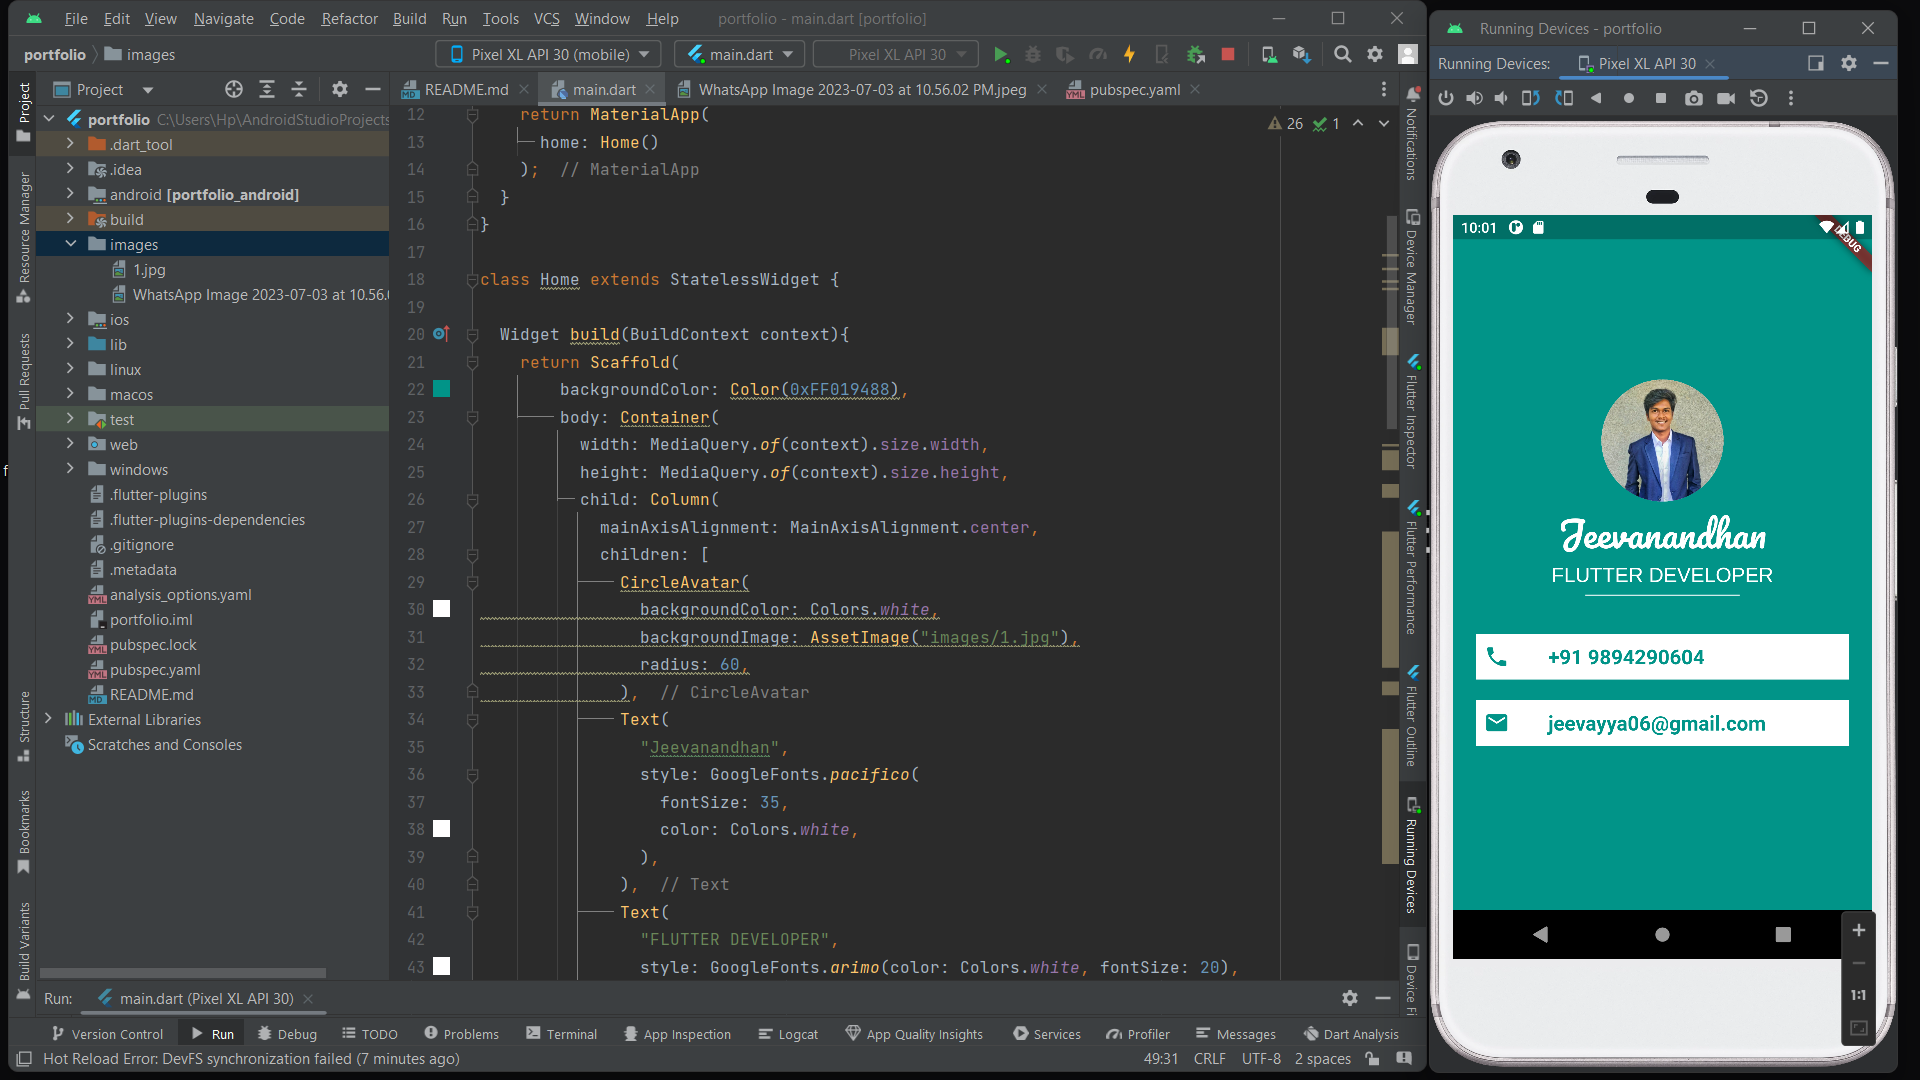 File Edit View Navigate Code Refactor Build Run Tools VCS Window Help portfolio - main.dart [portfolio]
portfolio images Pixel XL API 30 (mobile) main.dart Pixel XL API 30
Project README.md main.dart WhatsApp Image 2023-07-03 at 10.56.02 PM.jpeg pubspec.yaml
Project
Resource Manager
Pull Requests
Structure
Bookmarks
Build Variants
portfolio C:\Users\Hp\AndroidStudioProjects
.dart_tool
.idea
android [portfolio_android]
build
images
1.jpg
WhatsApp Image 2023-07-03 at 10.56.0
ios
lib
linux
macos
test
web
windows
.flutter-plugins
.flutter-plugins-dependencies
.gitignore
.metadata
analysis_options.yaml
portfolio.iml
pubspec.lock
pubspec.yaml
README.md
External Libraries
Scratches and Consoles
26 1
12 return MaterialApp(
13 home: Home()
14 ); // MaterialApp
15 }
16 }
17
18 class Home extends StatelessWidget {
19
20 Widget build(BuildContext context){
21 return Scaffold(
22 backgroundColor: Color(0xFF019488),
23 body: Container(
24 width: MediaQuery.of(context).size.width,
25 height: MediaQuery.of(context).size.height,
26 child: Column(
27 mainAxisAlignment: MainAxisAlignment.center,
28 children: [
29 CircleAvatar(
30 backgroundColor: Colors.white,
31 backgroundImage: AssetImage("images/1.jpg"),
32 radius: 60,
33 ), // CircleAvatar
34 Text(
35 "Jeevanandhan",
36 style: GoogleFonts.pacifico(
37 fontSize: 35,
38 color: Colors.white,
39 ),
40 ), // Text
41 Text(
42 "FLUTTER DEVELOPER",
43 style: GoogleFonts.arimo(color: Colors.white, fontSize: 20),
Notifications
Device Manager
Flutter Inspector
Flutter Performance
Flutter Outline
Running Devices
Device Fi
Run: main.dart (Pixel XL API 30)
Version Control Run Debug TODO Problems Terminal App Inspection Logcat App Quality Insights Services Profiler Messages Dart Analysis
Hot Reload Error: DevFS synchronization failed (7 minutes ago) 49:31 CRLF UTF-8 2 spaces
Running Devices - portfolio
Running Devices: Pixel XL API 30
10:01
DEBUG
Jeevanandhan
FLUTTER DEVELOPER
+91 9894290604
jeevayya06@gmail.com
1:1